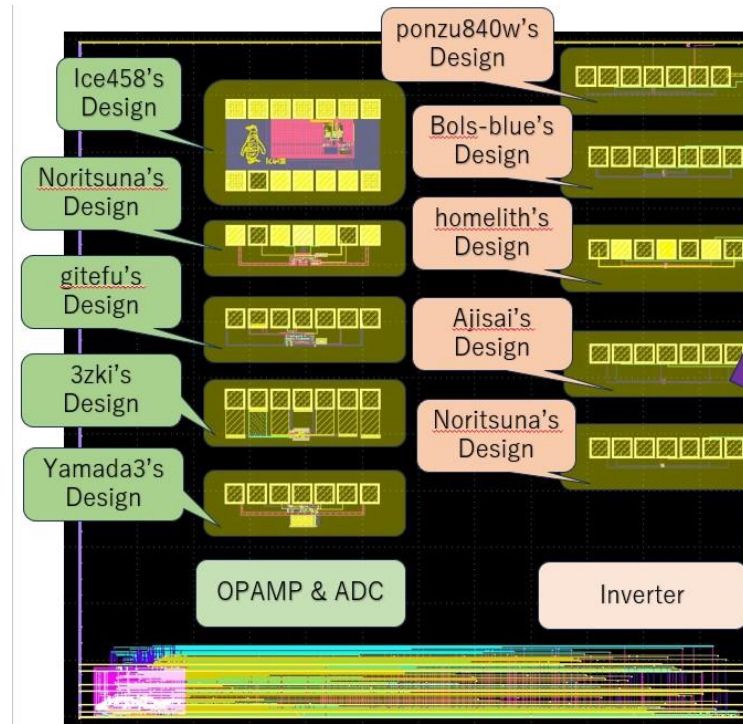 Ice458's
Design
Noritsuna's
Design
gitefu's
Design
3zki's
Design
Yamada3's
Design
OPAMP & ADC
ponzu840w's
Design
Bols-blue's
Design
homelith's
Design
Ajisai's
Design
Noritsuna's
Design
Inverter